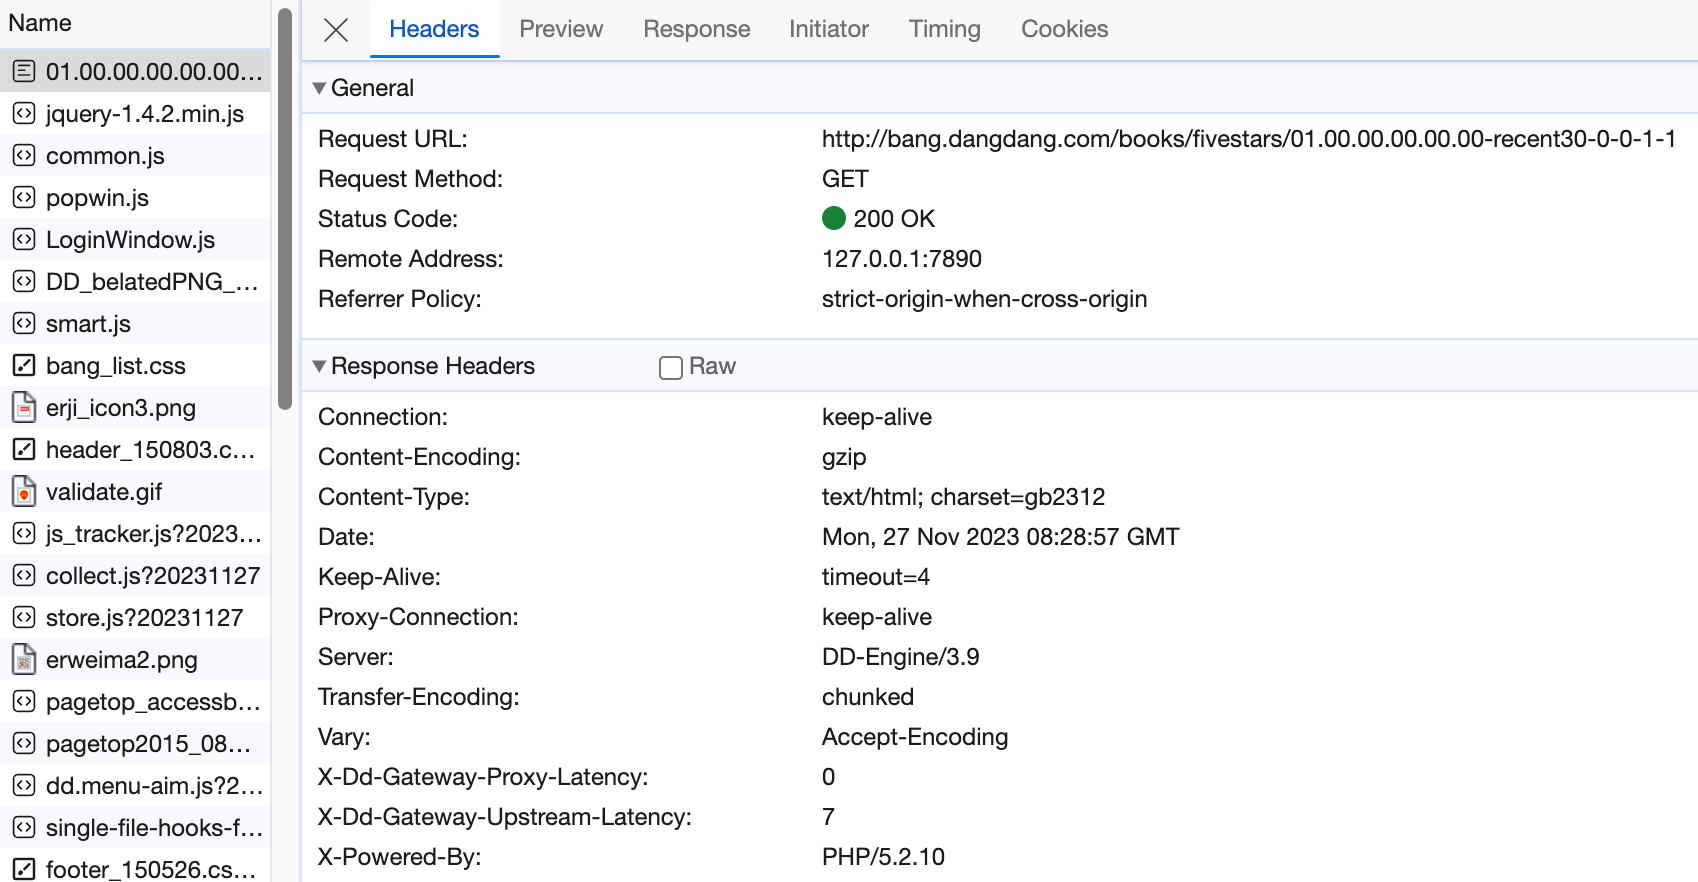 Name
01.00.00.00.00.00...
jquery-1.4.2.min.js
common.js
popwin.js
LoginWindow.js
DD_belatedPNG_...
smart.js
bang_list.css
erji_icon3.png
header_150803.c...
validate.gif
js_tracker.js?2023...
collect.js?20231127
store.js?20231127
erweima2.png
pagetop_accessb...
pagetop2015_08...
dd.menu-aim.js?2...
single-file-hooks-f...
footer_150526.cs...
Headers Preview Response Initiator Timing Cookies
General
Request URL: http://bang.dangdang.com/books/fivestars/01.00.00.00.00.00-recent30-0-0-1-1
Request Method: GET
Status Code: 200 OK
Remote Address: 127.0.0.1:7890
Referrer Policy: strict-origin-when-cross-origin
Response Headers Raw
Connection: keep-alive
Content-Encoding: gzip
Content-Type: text/html; charset=gb2312
Date: Mon, 27 Nov 2023 08:28:57 GMT
Keep-Alive: timeout=4
Proxy-Connection: keep-alive
Server: DD-Engine/3.9
Transfer-Encoding: chunked
Vary: Accept-Encoding
X-Dd-Gateway-Proxy-Latency: 0
X-Dd-Gateway-Upstream-Latency: 7
X-Powered-By: PHP/5.2.10